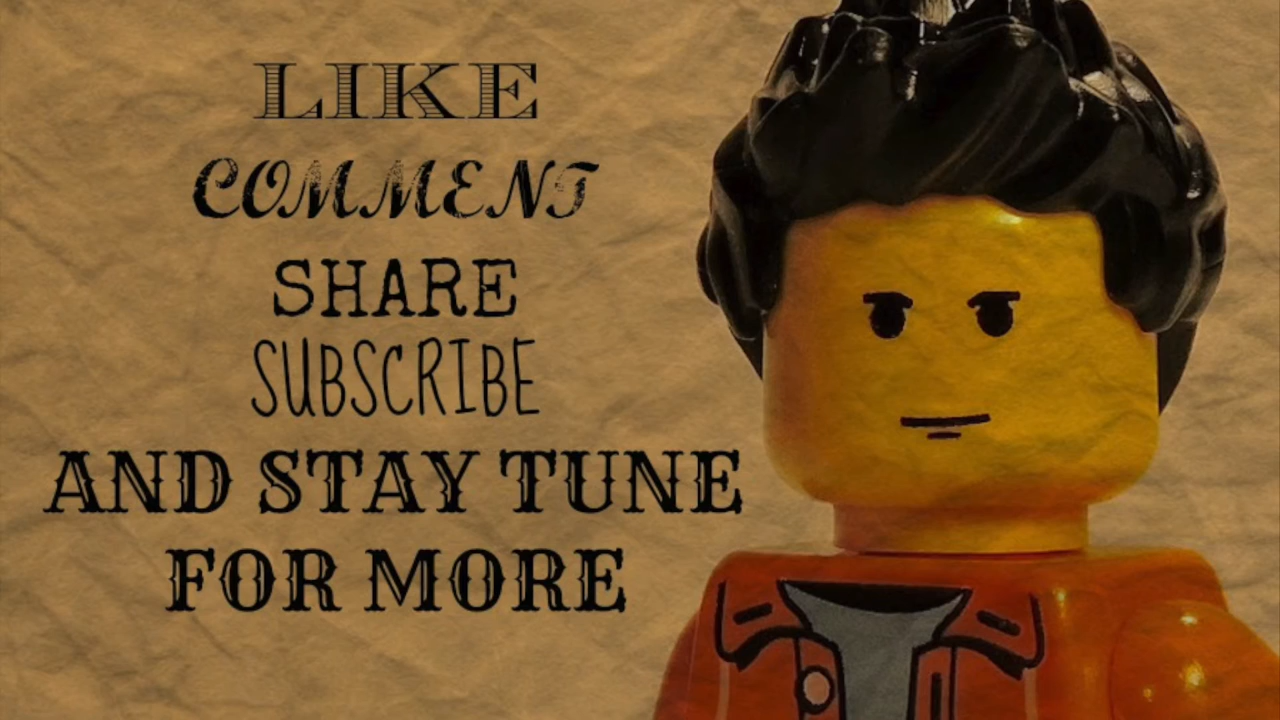 LIKE
COMMENT
SHARE
SUBSCRIBE
AND STAY TUNE
FOR MORE